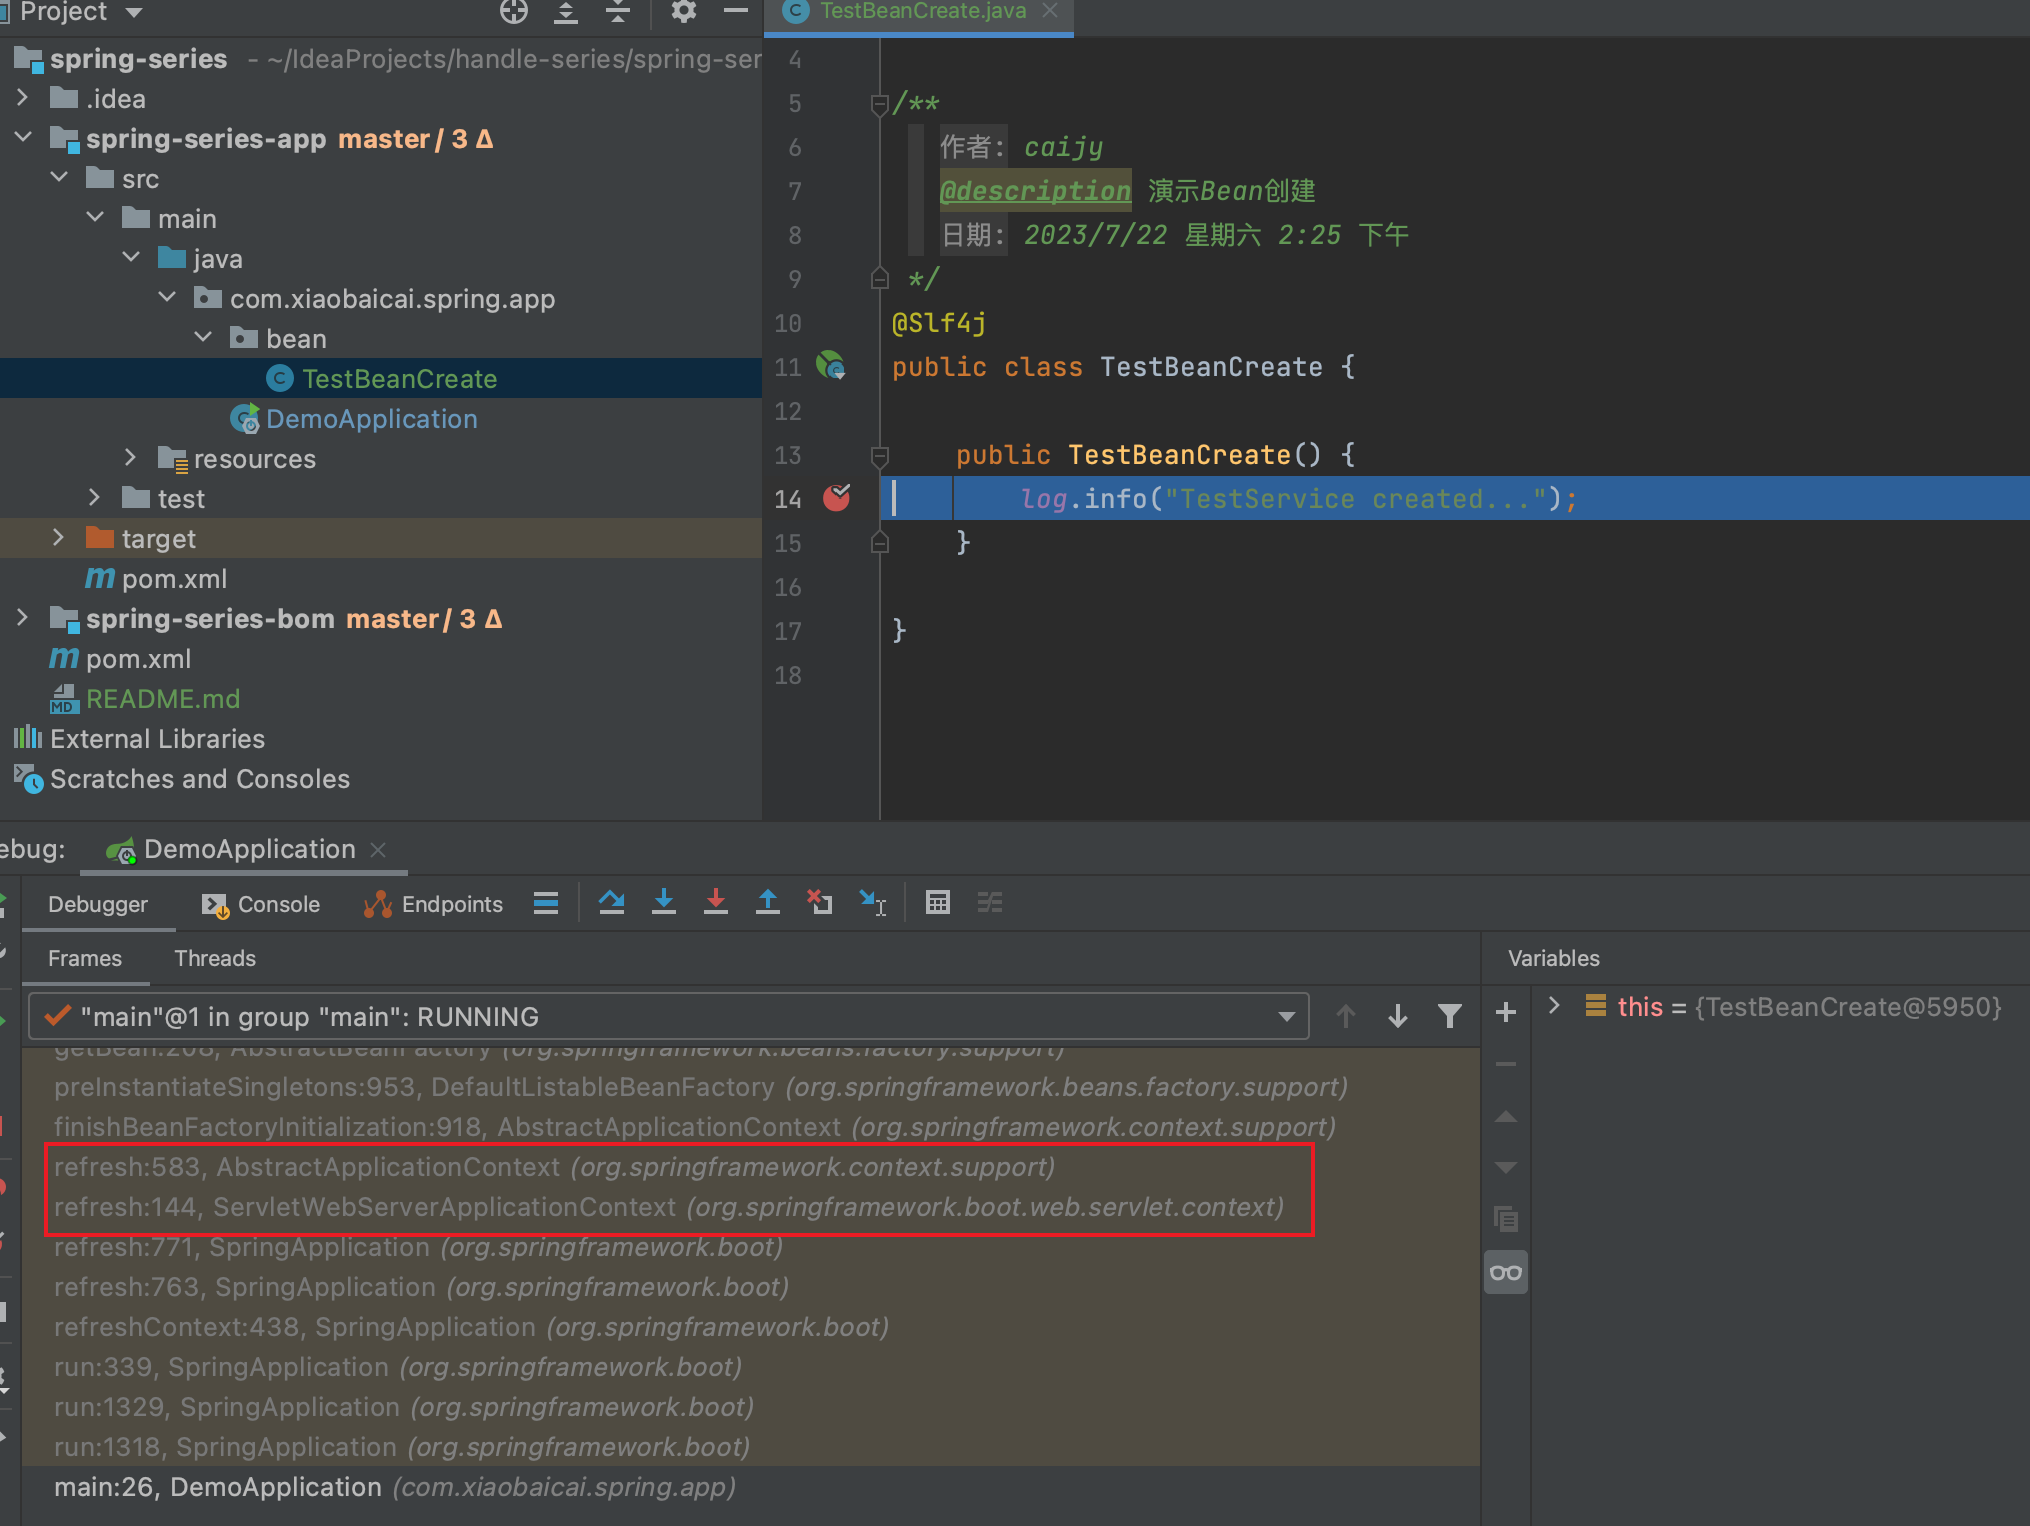 Project
spring-series - ~/IdeaProjects/handle-series/spring-ser
.idea
spring-series-app master / 3 Δ
src
main
java
com.xiaobaicai.spring.app
bean
TestBeanCreate
DemoApplication
resources
test
target
pom.xml
spring-series-bom master / 3 Δ
pom.xml
README.md
External Libraries
Scratches and Consoles
TestBeanCreate.java
4
5 /**
6 作者: caijy
7 @description 演示Bean创建
8 日期: 2023/7/22 星期六 2:25 下午
9 */
10 @Slf4j
11 public class TestBeanCreate {
12
13 public TestBeanCreate() {
14 log.info("TestService created...");
15 }
16
17 }
18
ebug: DemoApplication
Debugger Console Endpoints
Frames Threads
"main"@1 in group "main": RUNNING
getBean:208, AbstractBeanFactory (org.springframework.beans.factory.support)
preInstantiateSingletons:953, DefaultListableBeanFactory (org.springframework.beans.factory.support)
finishBeanFactoryInitialization:918, AbstractApplicationContext (org.springframework.context.support)
refresh:583, AbstractApplicationContext (org.springframework.context.support)
refresh:144, ServletWebServerApplicationContext (org.springframework.boot.web.servlet.context)
refresh:771, SpringApplication (org.springframework.boot)
refresh:763, SpringApplication (org.springframework.boot)
refreshContext:438, SpringApplication (org.springframework.boot)
run:339, SpringApplication (org.springframework.boot)
run:1329, SpringApplication (org.springframework.boot)
run:1318, SpringApplication (org.springframework.boot)
main:26, DemoApplication (com.xiaobaicai.spring.app)
Variables
this = {TestBeanCreate@5950}